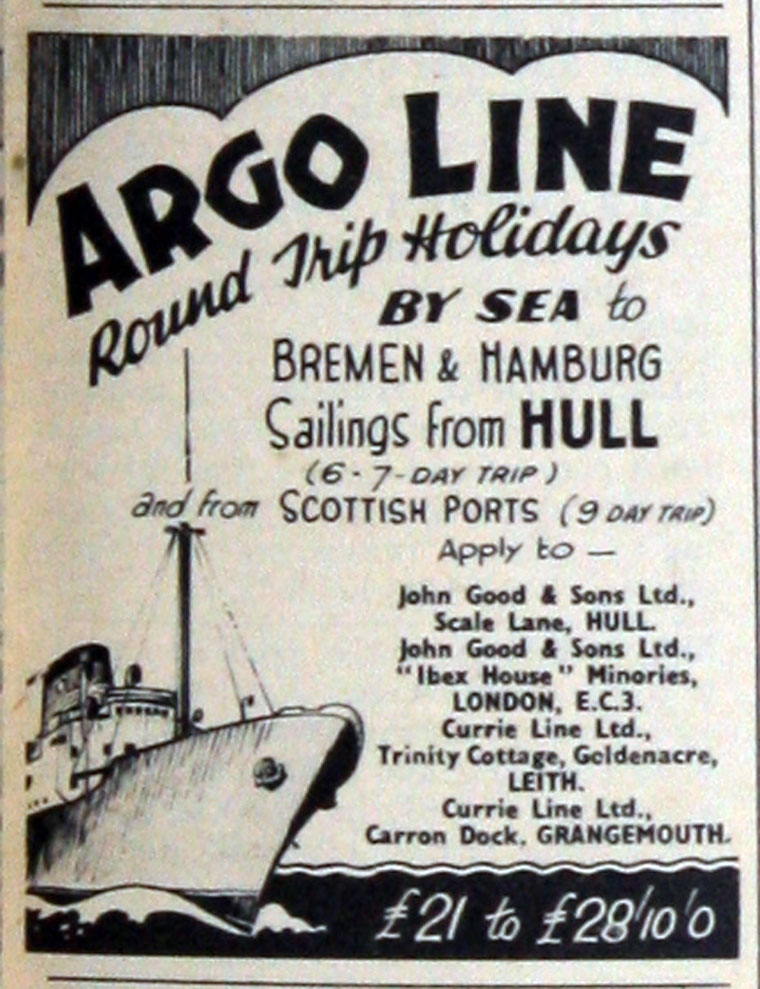 ARGO LINE
Round Trip Holidays
BY SEA to
BREMEN & HAMBURG
Sailings from HULL
(6 - 7 - DAY TRIP)
and from SCOTTISH PORTS (9 DAY TRIP)
Apply to —
John Good & Sons Ltd.,
Scale Lane, HULL.
John Good & Sons Ltd.,
"Ibex House" Minories,
LONDON, E.C.3.
Currie Line Ltd.,
Trinity Cottage, Goldenacre,
LEITH.
Currie Line Ltd.,
Carron Dock, GRANGEMOUTH.
£21 to £28/10/0